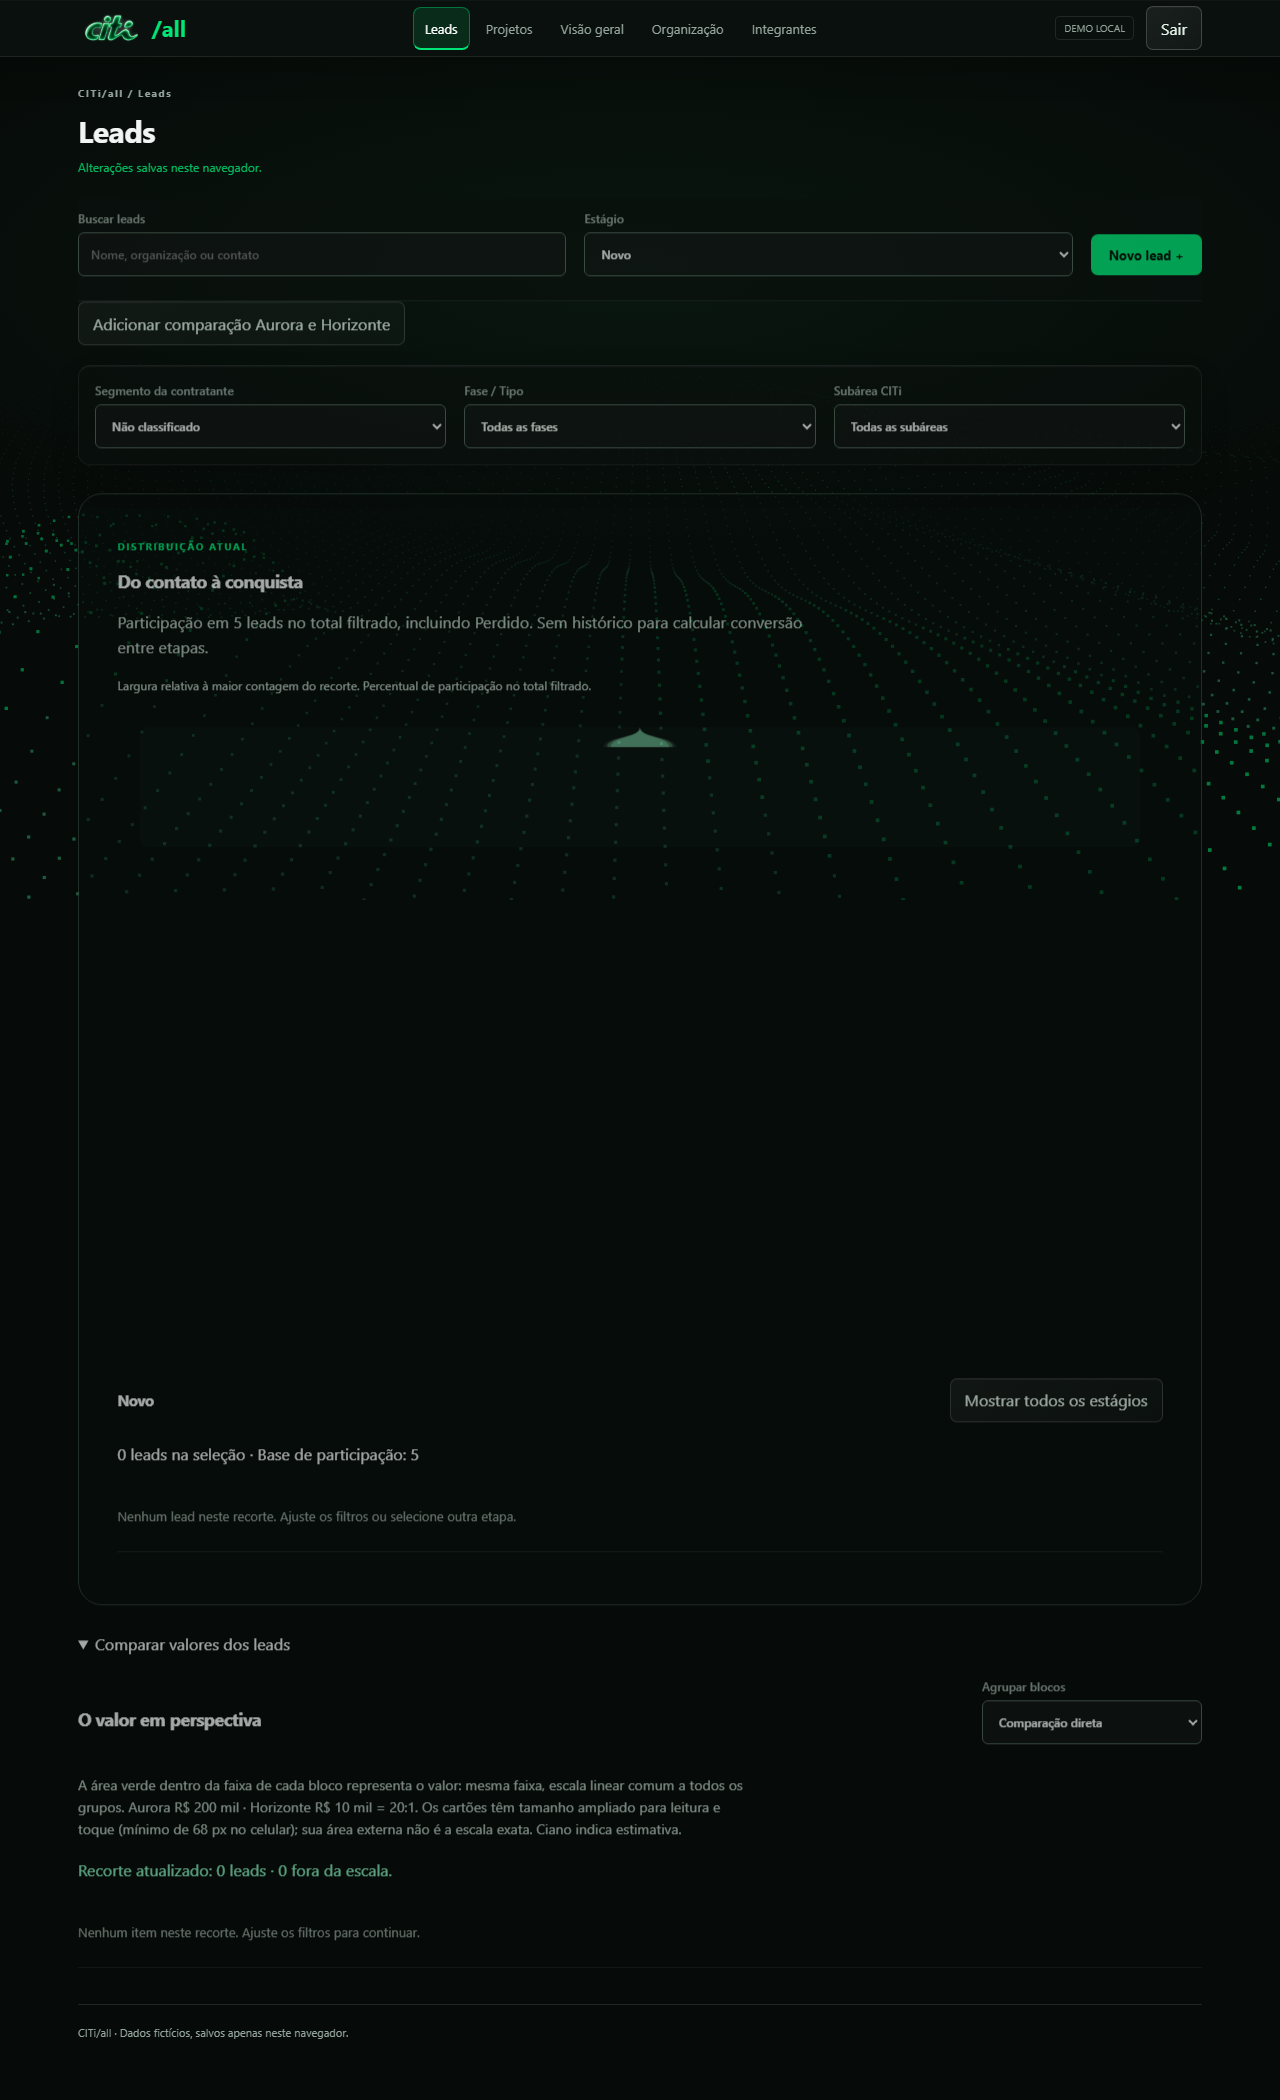 citi /all
Leads
Projetos
Visão geral
Organização
Integrantes
DEMO LOCAL
Sair
CITi/all / Leads
Leads
Alterações salvas neste navegador.
Buscar leads
Estágio
Nome, organização ou contato
Novo
Novo lead +
Adicionar comparação Aurora e Horizonte
Segmento da contratante
Fase / Tipo
Subárea CITi
Não classificado
Todas as fases
Todas as subáreas
DISTRIBUIÇÃO ATUAL
Do contato à conquista
Participação em 5 leads no total filtrado, incluindo Perdido. Sem histórico para calcular conversão
entre etapas.
Largura relativa à maior contagem do recorte. Percentual de participação no total filtrado.
Novo
Mostrar todos os estágios
0 leads na seleção · Base de participação: 5
Nenhum lead neste recorte. Ajuste os filtros ou selecione outra etapa.
▼ Comparar valores dos leads
Agrupar blocos
O valor em perspectiva
Comparação direta
A área verde dentro da faixa de cada bloco representa o valor: mesma faixa, escala linear comum a todos os
grupos. Aurora R$ 200 mil · Horizonte R$ 10 mil = 20:1. Os cartões têm tamanho ampliado para leitura e
toque (mínimo de 68 px no celular); sua área externa não é a escala exata. Ciano indica estimativa.
Recorte atualizado: 0 leads · 0 fora da escala.
Nenhum item neste recorte. Ajuste os filtros para continuar.
CITi/all · Dados fictícios, salvos apenas neste navegador.